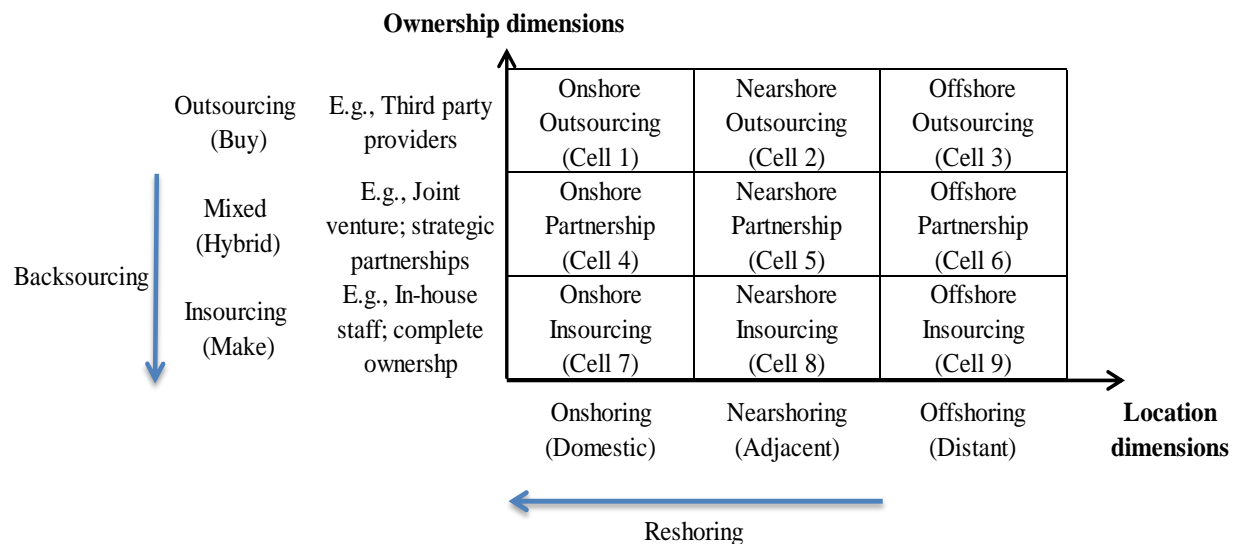 Ownership dimensions
Outsourcing
(Buy)
E.g., Third party
providers
Onshore
Outsourcing
(Cell 1)
Nearshore
Outsourcing
(Cell 2)
Offshore
Outsourcing
(Cell 3)
Mixed
(Hybrid)
E.g., Joint
venture; strategic
partnerships
Onshore
Partnership
(Cell 4)
Nearshore
Partnership
(Cell 5)
Offshore
Partnership
(Cell 6)
Backsourcing
Insourcing
(Make)
E.g., In-house
staff; complete
ownershp
Onshore
Insourcing
(Cell 7)
Nearshore
Insourcing
(Cell 8)
Offshore
Insourcing
(Cell 9)
Onshoring
(Domestic)
Nearshoring
(Adjacent)
Offshoring
(Distant)
Location
dimensions
Reshoring